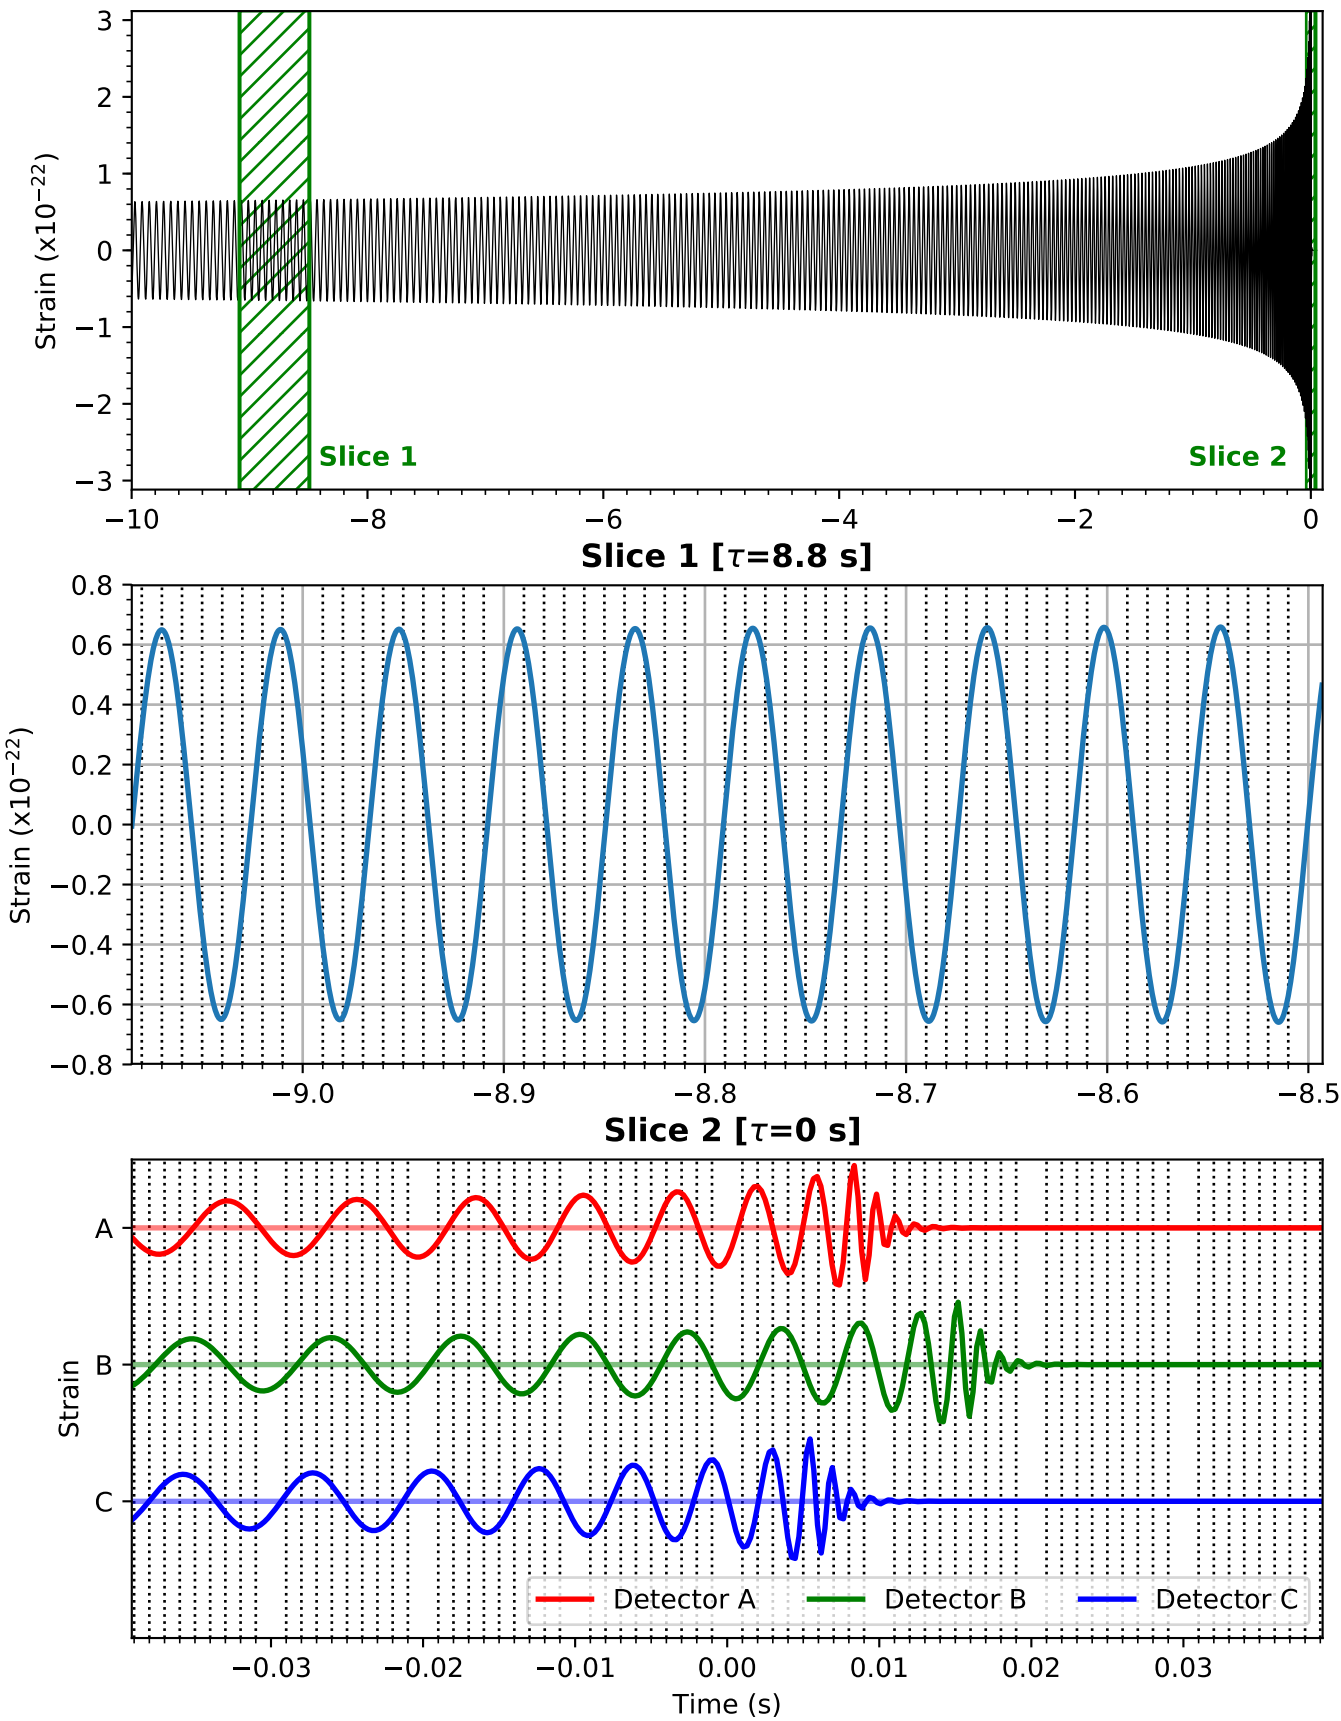 3
2
1
0
−1
−2
−3
Strain (x10⁻²²)
Slice 1
Slice 2
−10 −8 −6 −4 −2 0
Slice 1 [τ=8.8 s]
0.8
0.6
0.4
0.2
0.0
−0.2
−0.4
−0.6
−0.8
Strain (x10⁻²²)
−9.0 −8.9 −8.8 −8.7 −8.6 −8.5
Slice 2 [τ=0 s]
A
B
C
Strain
Detector A Detector B Detector C
−0.03 −0.02 −0.01 0.00 0.01 0.02 0.03
Time (s)